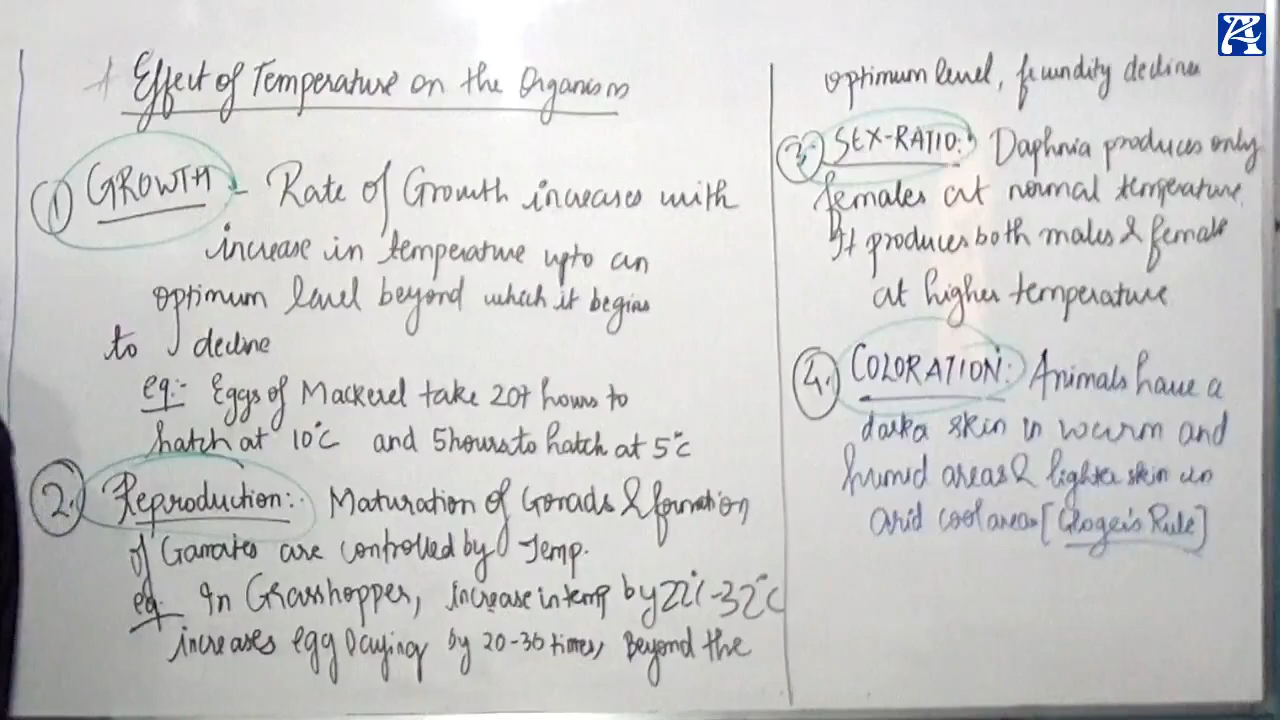 Effect of Temperature on the Organism
1 GROWTH - Rate of Growth increases with
increase in temperature upto an
optimum level beyond which it begins
to decline
eg:- Eggs of Mackerel take 207 hours to
hatch at 10°C and 5 hours to hatch at 5°C
2. Reproduction: Maturation of Gonads & formation
of Gametes are controlled by Temp.
eg. In Grasshopper, increase in temp by 22°C-32°C
increases egg laying by 20-30 times, Beyond the
optimum level, fecundity declines
3. SEX-RATIO: Daphnia produces only
females at normal temperature.
It produces both males & female
at higher temperature
4. COLORATION: Animals have a
darker skin in warm and
humid areas & lighter skin in
arid cool areas [Gloger's Rule]